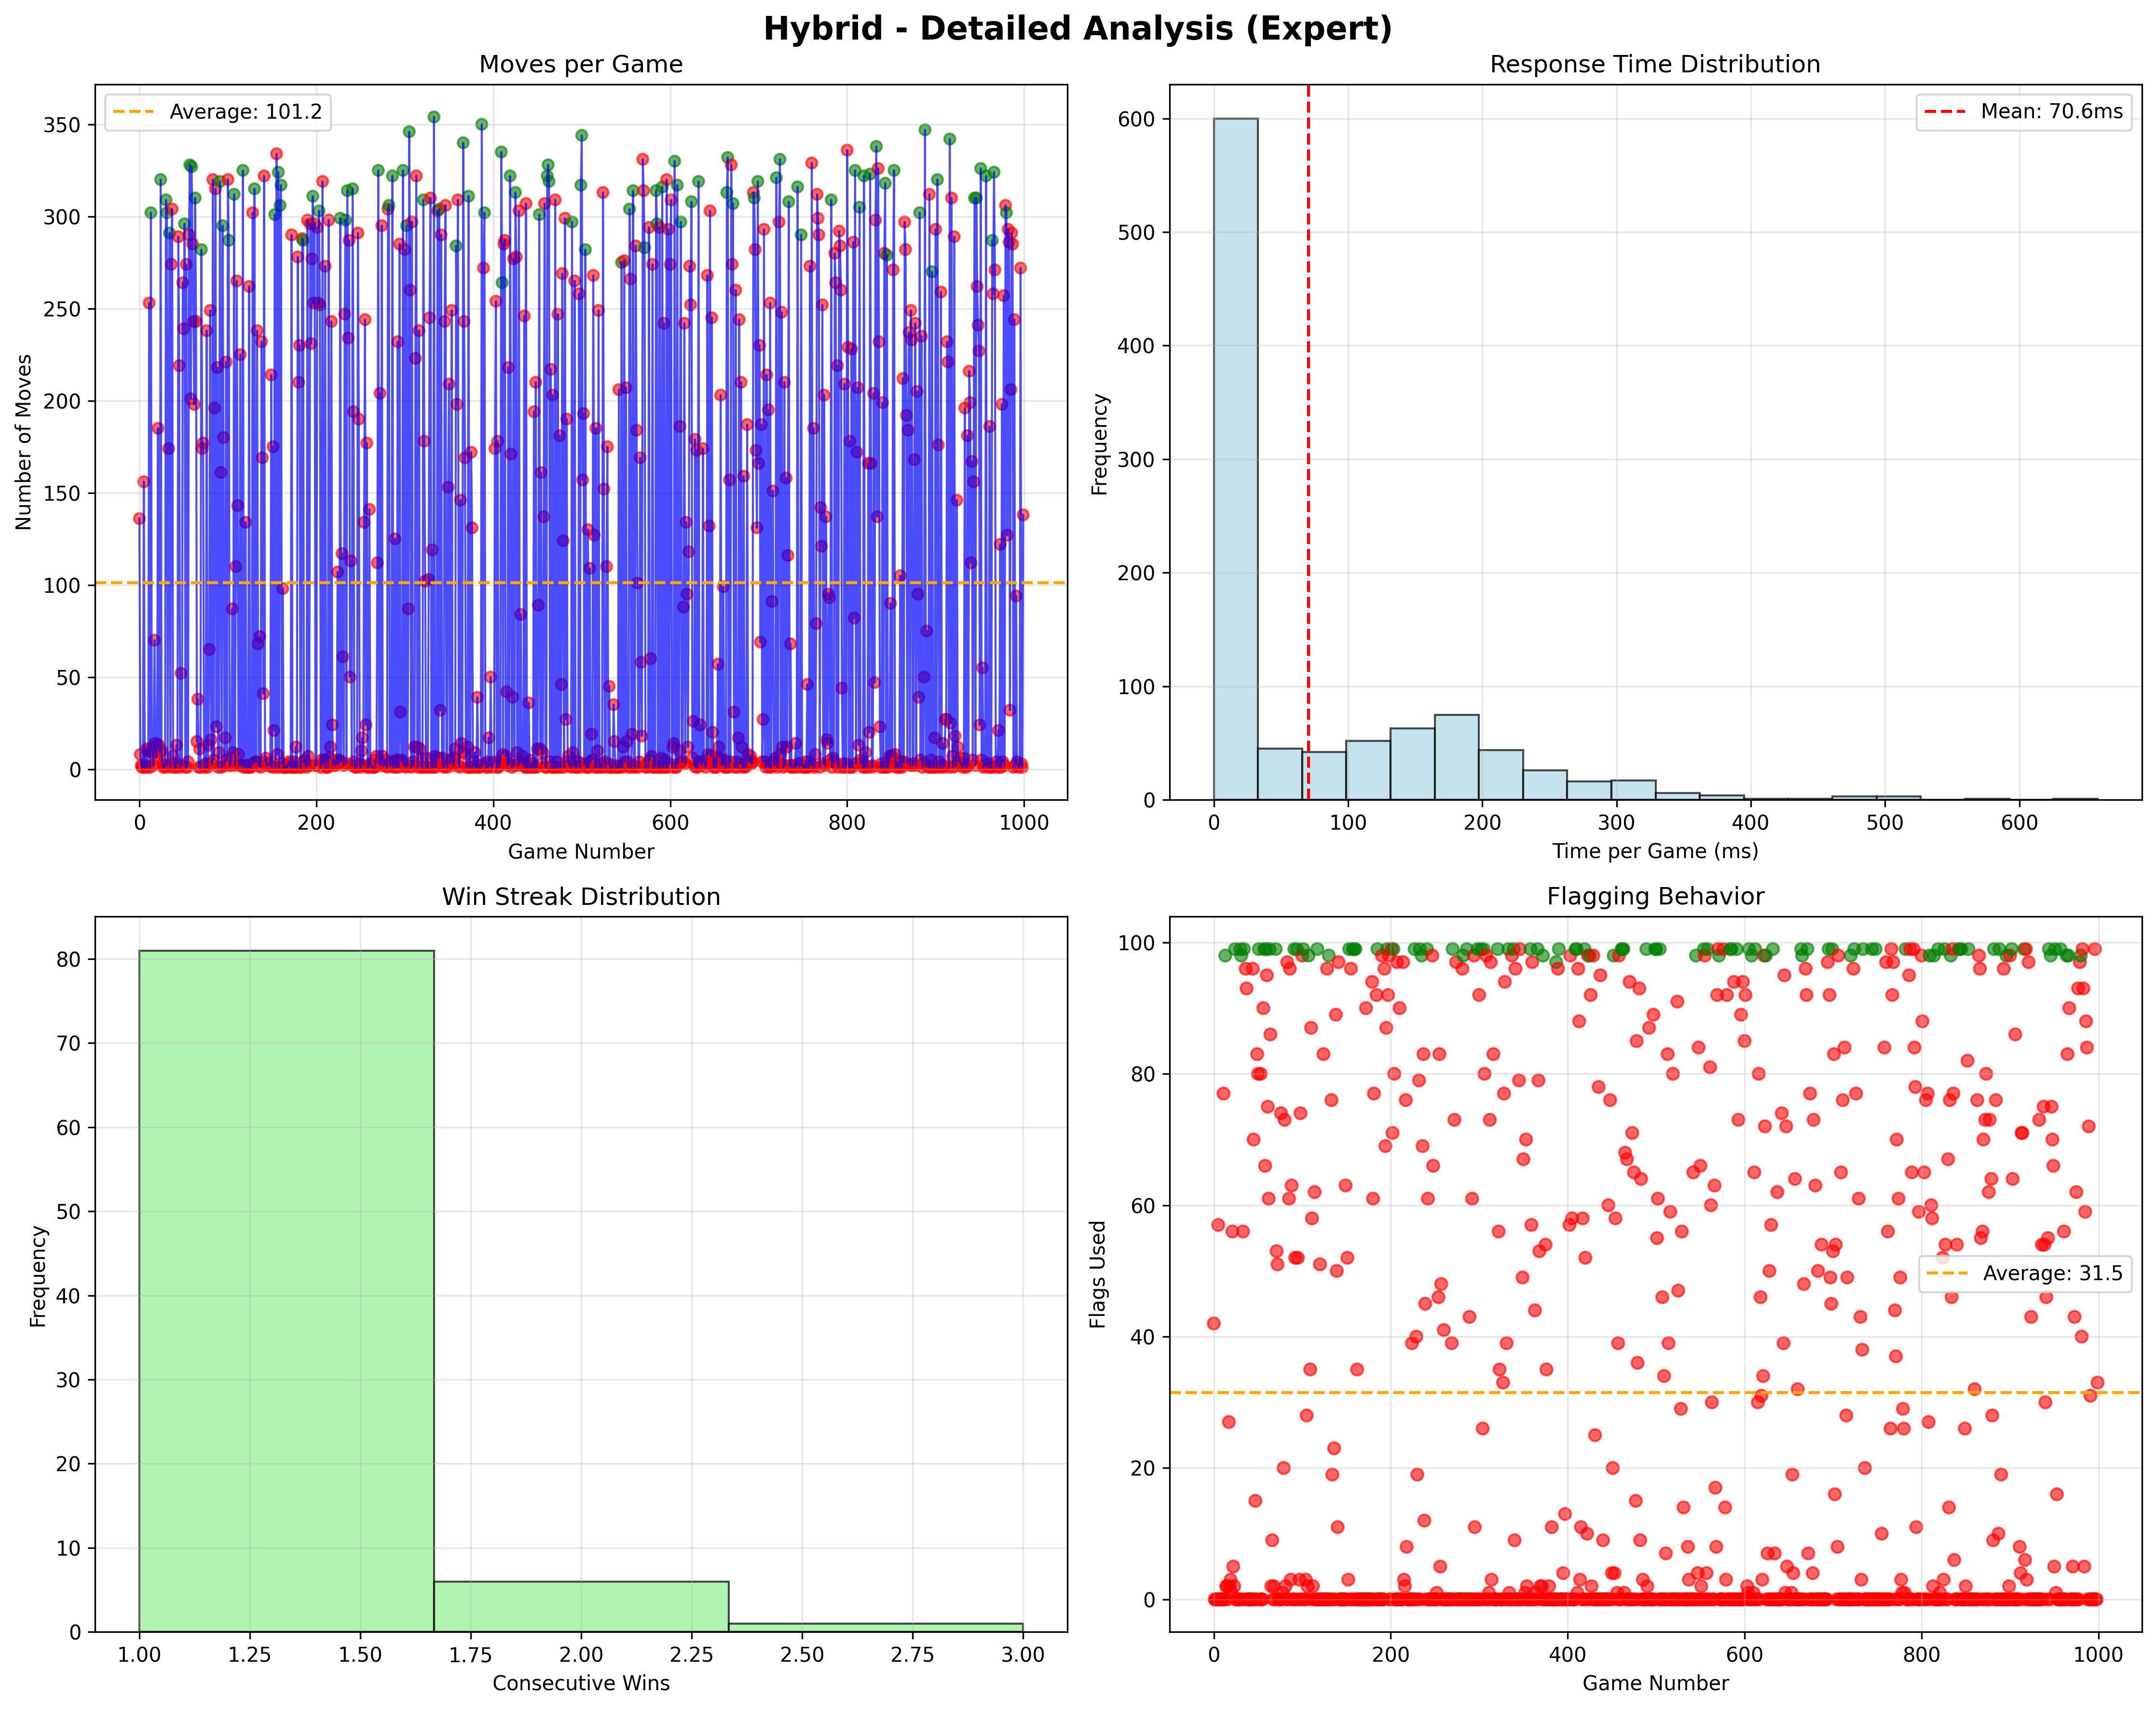 Hybrid - Detailed Analysis (Expert)
Moves per Game
Average: 101.2
Number of Moves
350
300
250
200
150
100
50
0
0 200 400 600 800 1000
Game Number
Response Time Distribution
Mean: 70.6ms
Frequency
600
500
400
300
200
100
0
0 100 200 300 400 500 600
Time per Game (ms)
Win Streak Distribution
Frequency
80
70
60
50
40
30
20
10
0
1.00 1.25 1.50 1.75 2.00 2.25 2.50 2.75 3.00
Consecutive Wins
Flagging Behavior
Average: 31.5
Flags Used
100
80
60
40
20
0
0 200 400 600 800 1000
Game Number